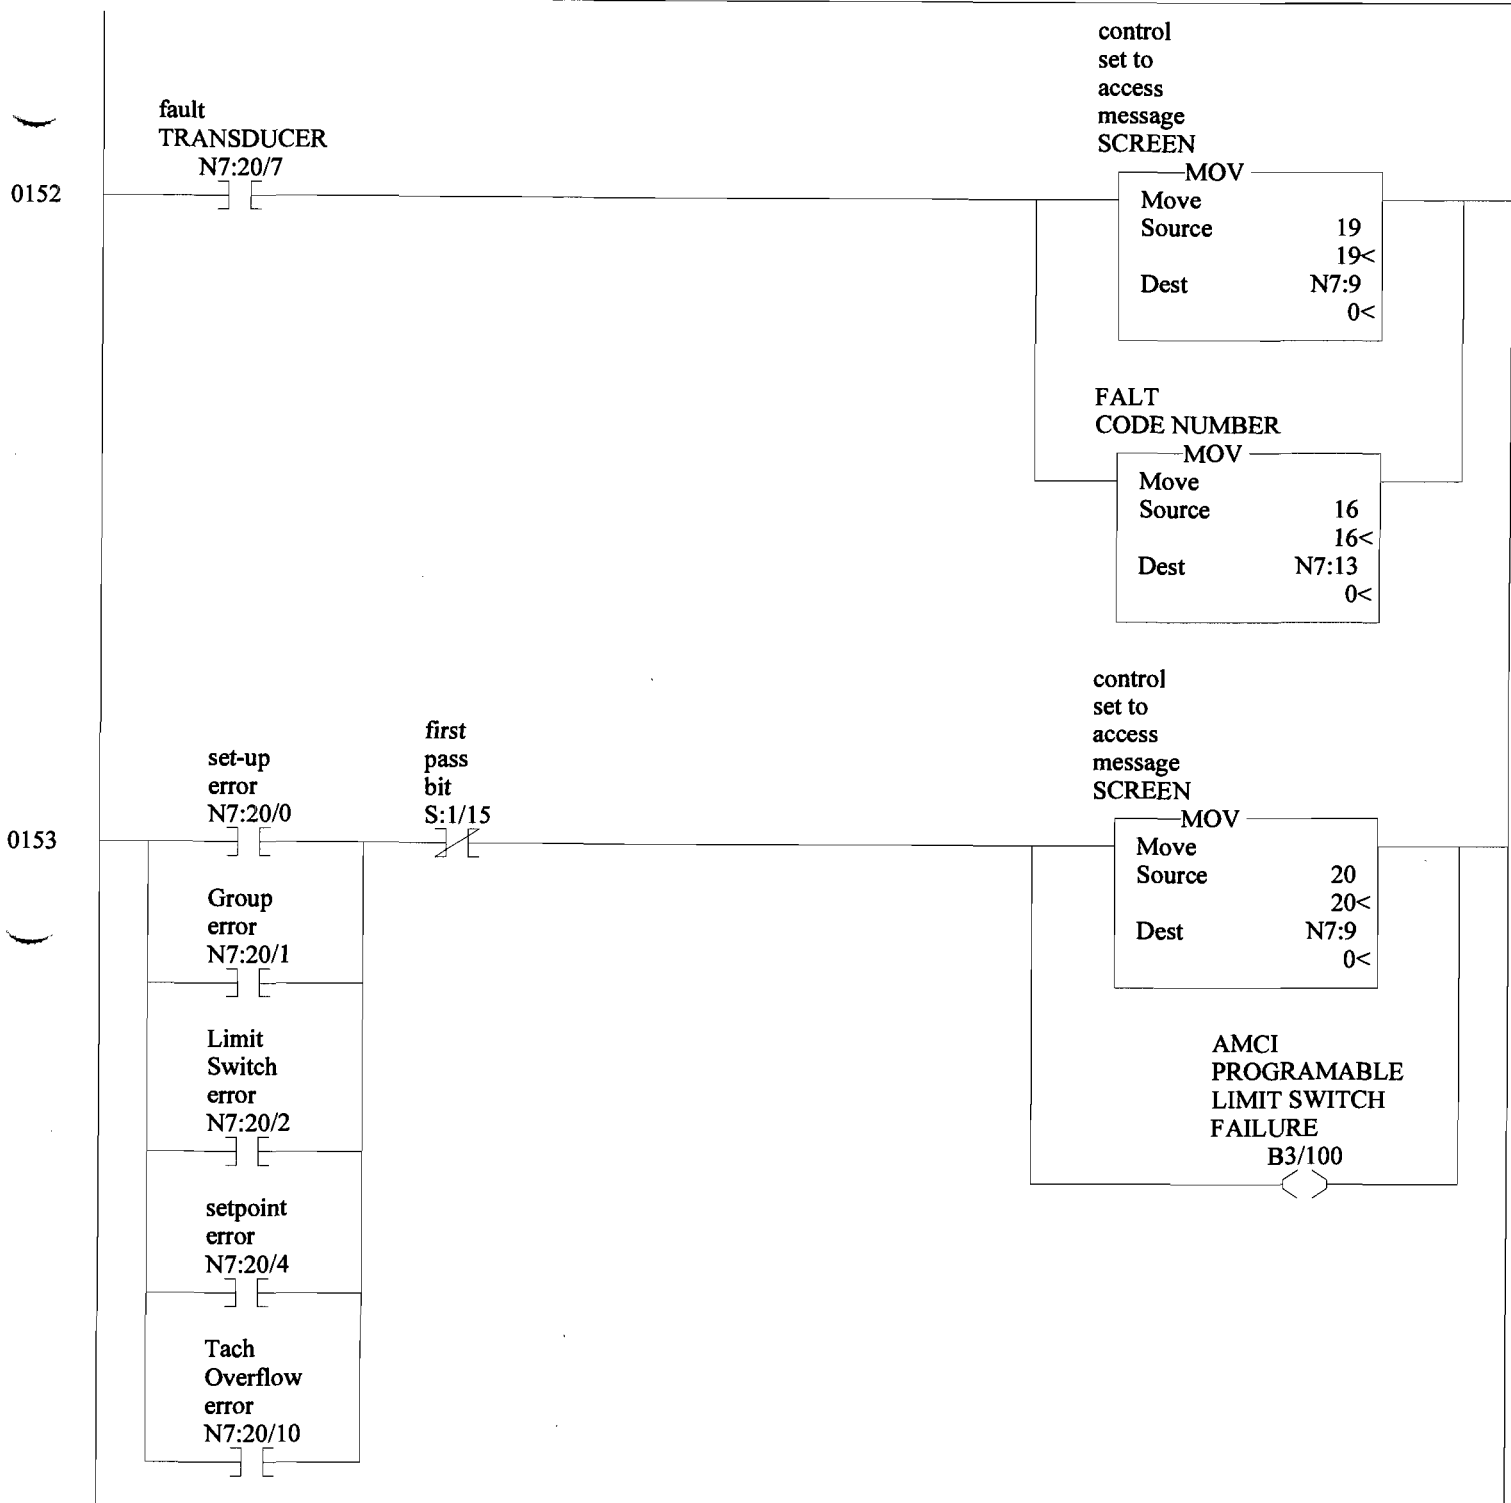 control
set to
access
message
SCREEN
fault
TRANSDUCER
N7:20/7
0152
MOV
Move
Source 19
19<
Dest N7:9
0<
FALT
CODE NUMBER
MOV
Move
Source 16
16<
Dest N7:13
0<
control
set to
access
message
SCREEN
set-up
error
N7:20/0
first
pass
bit
S:1/15
0153
MOV
Move
Source 20
20<
Dest N7:9
0<
Group
error
N7:20/1
Limit
Switch
error
N7:20/2
AMCI
PROGRAMABLE
LIMIT SWITCH
FAILURE
B3/100
setpoint
error
N7:20/4
Tach
Overflow
error
N7:20/10